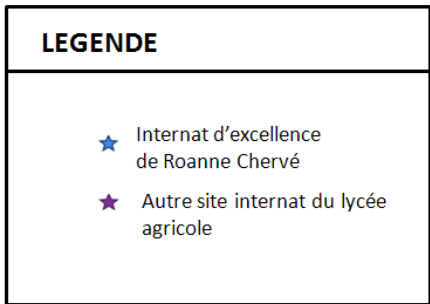 LEGENDE
Internat d'excellence
de Roanne Chervé
Autre site internat du lycée
agricole